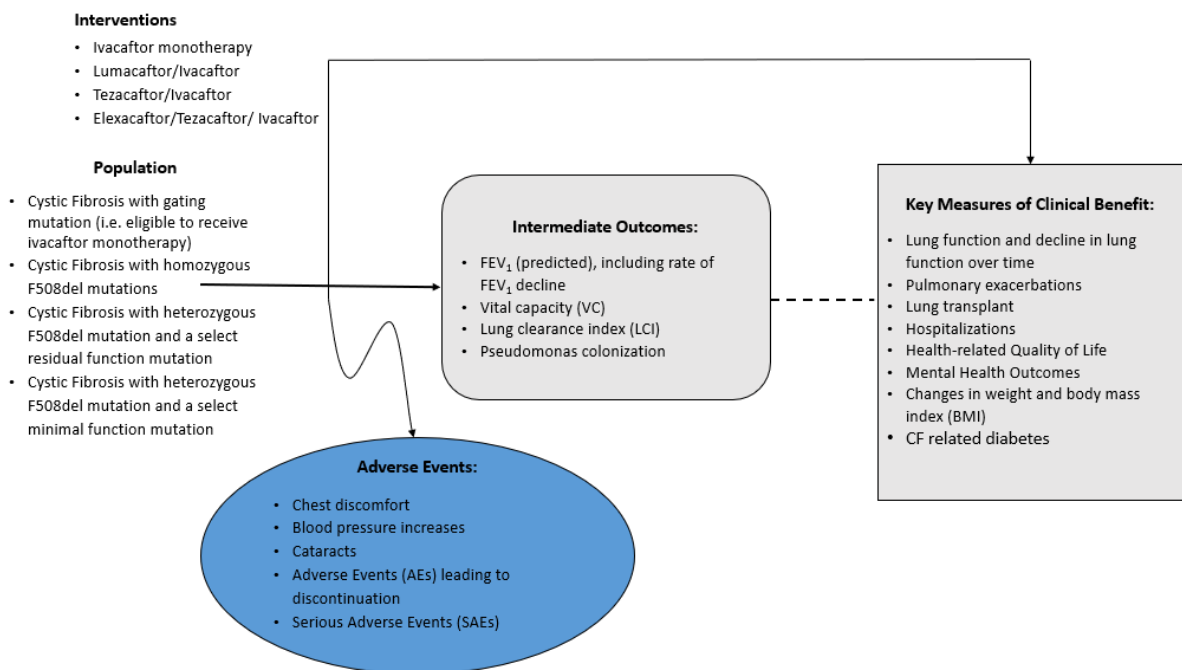 Interventions
• Ivacaftor monotherapy
• Lumacaftor/Ivacaftor
• Tezacaftor/Ivacaftor
• Elexacaftor/Tezacaftor/ Ivacaftor
Population
• Cystic Fibrosis with gating
mutation (i.e. eligible to receive
ivacaftor monotherapy)
• Cystic Fibrosis with homozygous
F508del mutations
• Cystic Fibrosis with heterozygous
F508del mutation and a select
residual function mutation
• Cystic Fibrosis with heterozygous
F508del mutation and a select
minimal function mutation
Intermediate Outcomes:
• FEV₁ (predicted), including rate of
FEV₁ decline
• Vital capacity (VC)
• Lung clearance index (LCI)
• Pseudomonas colonization
Key Measures of Clinical Benefit:
• Lung function and decline in lung
function over time
• Pulmonary exacerbations
• Lung transplant
• Hospitalizations
• Health-related Quality of Life
• Mental Health Outcomes
• Changes in weight and body mass
index (BMI)
• CF related diabetes
Adverse Events:
• Chest discomfort
• Blood pressure increases
• Cataracts
• Adverse Events (AEs) leading to
discontinuation
• Serious Adverse Events (SAEs)